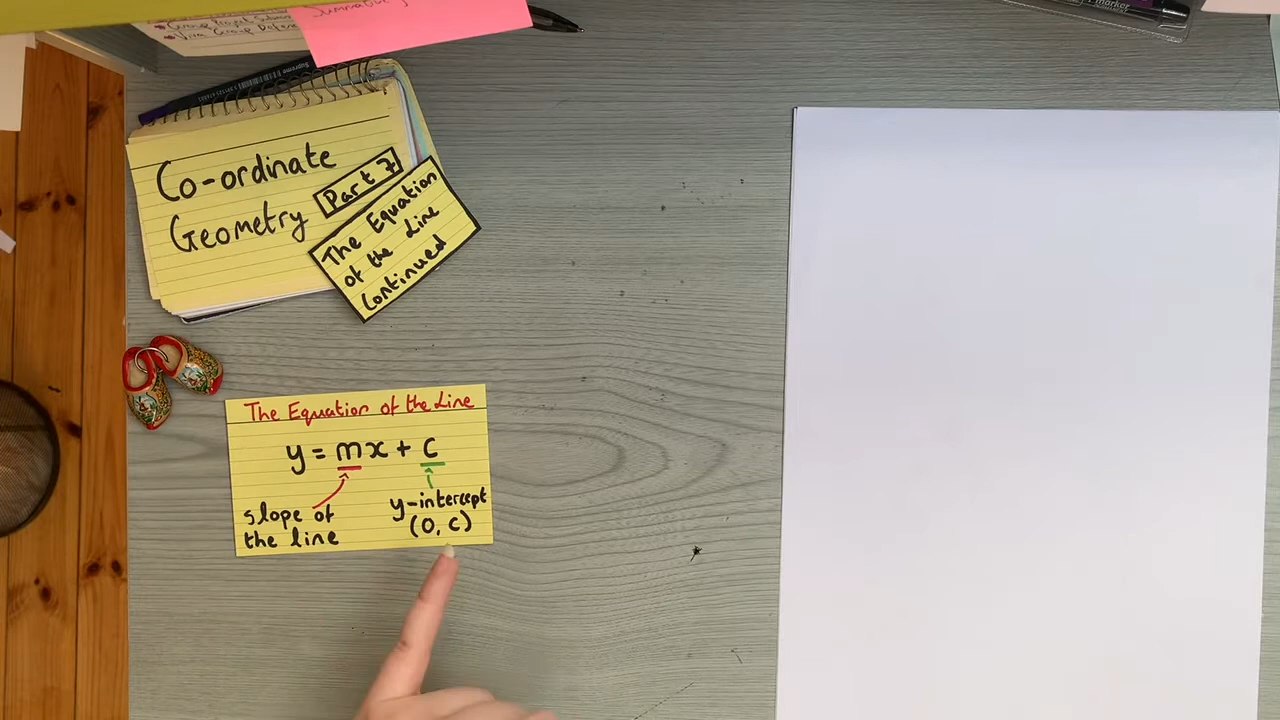 Co-ordinate
Geometry
Part 7
The Equation
of the Line
Continued
The Equation of the Line
y = mx + c
slope of
the line
y-intercept
(0, c)